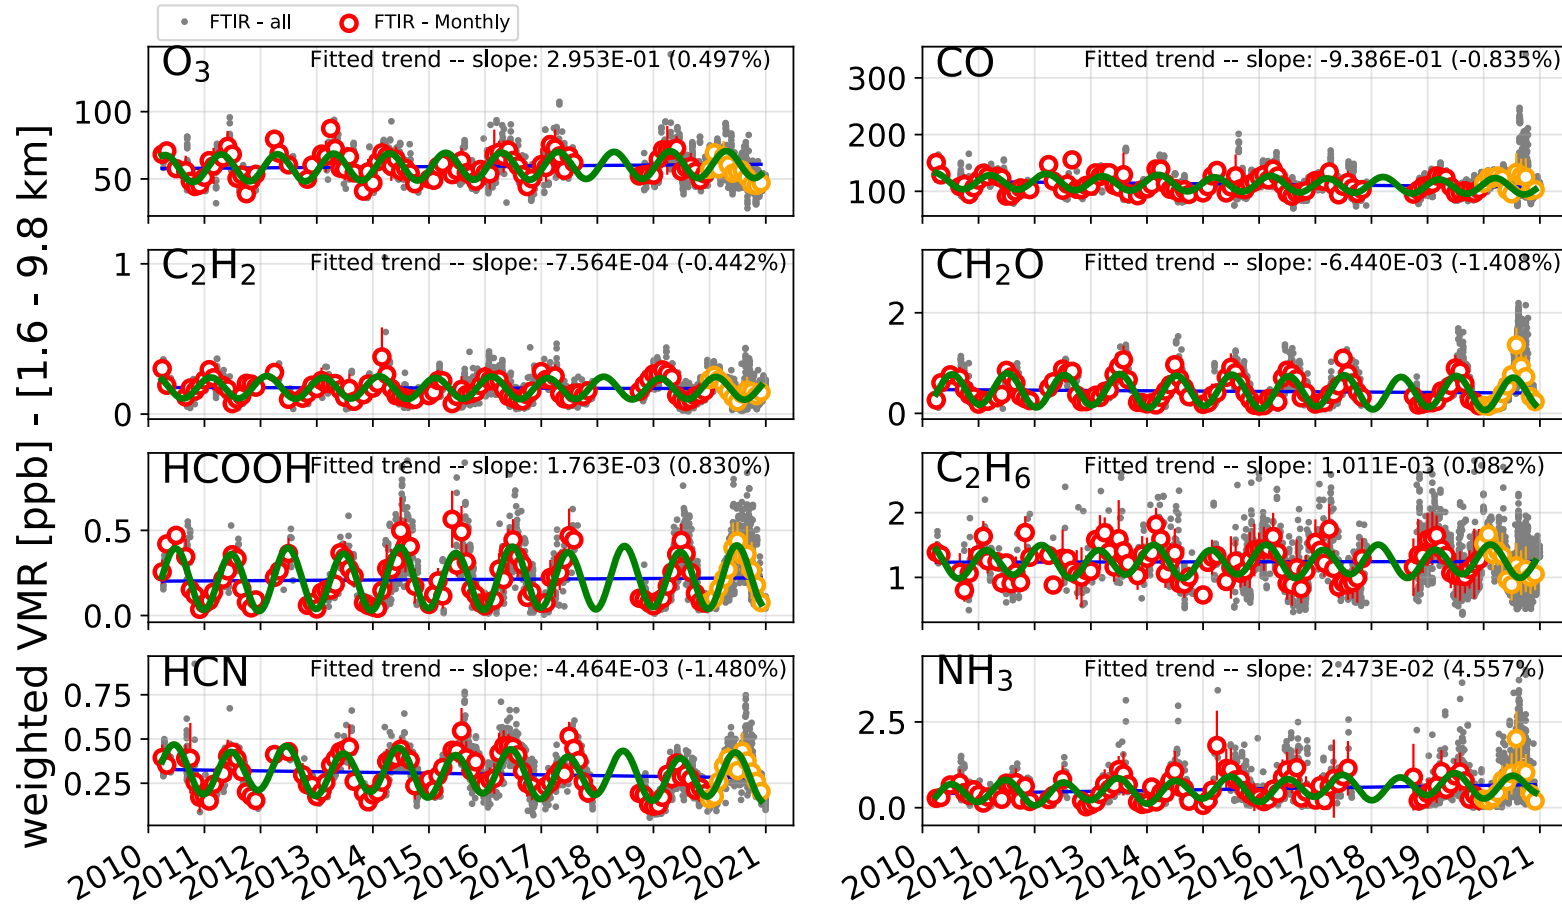 FTIR - all
FTIR - Monthly
weighted VMR [ppb] - [1.6 - 9.8 km]
O₃
Fitted trend -- slope: 2.953E-01 (0.497%)
100
50
CO
Fitted trend -- slope: -9.386E-01 (-0.835%)
300
200
100
C₂H₂
Fitted trend -- slope: -7.564E-04 (-0.442%)
1
0
CH₂O
Fitted trend -- slope: -6.440E-03 (-1.408%)
2
0
HCOOH
Fitted trend -- slope: 1.763E-03 (0.830%)
0.5
0.0
C₂H₆
Fitted trend -- slope: 1.011E-03 (0.082%)
2
1
HCN
Fitted trend -- slope: -4.464E-03 (-1.480%)
0.75
0.50
0.25
NH₃
Fitted trend -- slope: 2.473E-02 (4.557%)
2.5
0.0
2010 2011 2012 2013 2014 2015 2016 2017 2018 2019 2020 2021
2010 2011 2012 2013 2014 2015 2016 2017 2018 2019 2020 2021